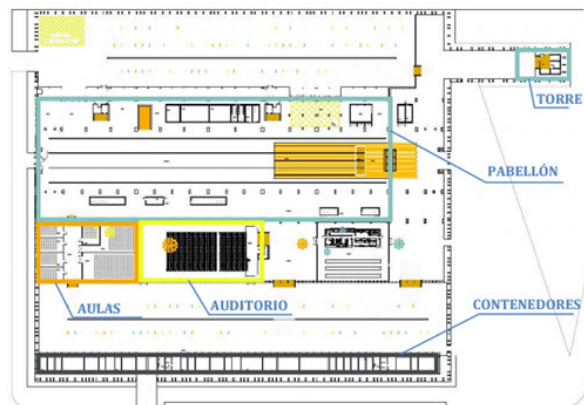 TORRE
PABELLÓN
AULAS
AUDITORIO
CONTENEDORES